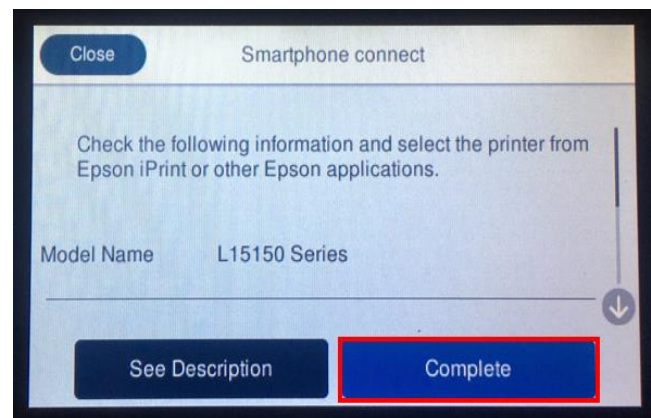 Close
Smartphone connect
Check the following information and select the printer from
Epson iPrint or other Epson applications.
Model Name L15150 Series
See Description
Complete